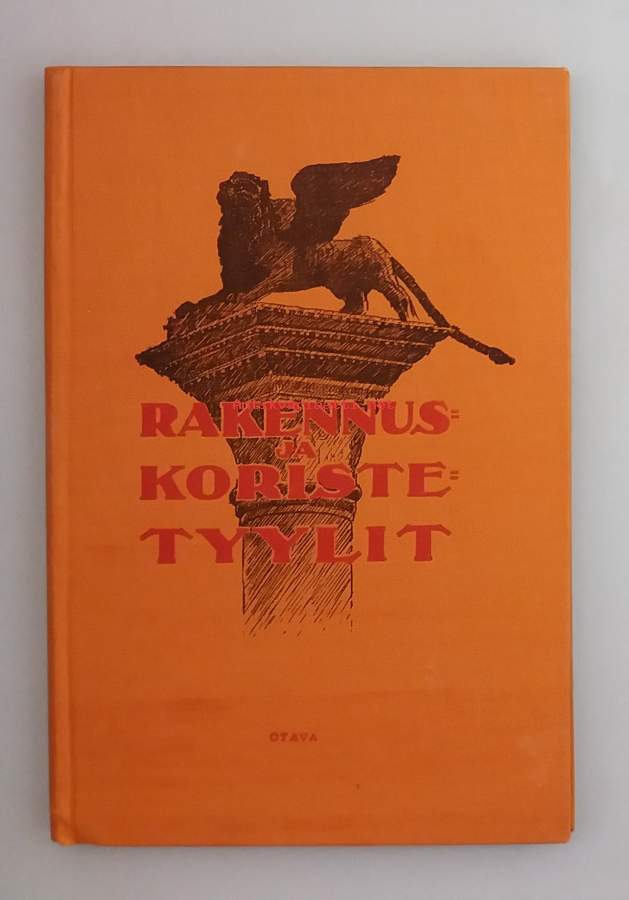 RAKENNUS=
JA
KORISTE=
TYYLIT
OTAVA